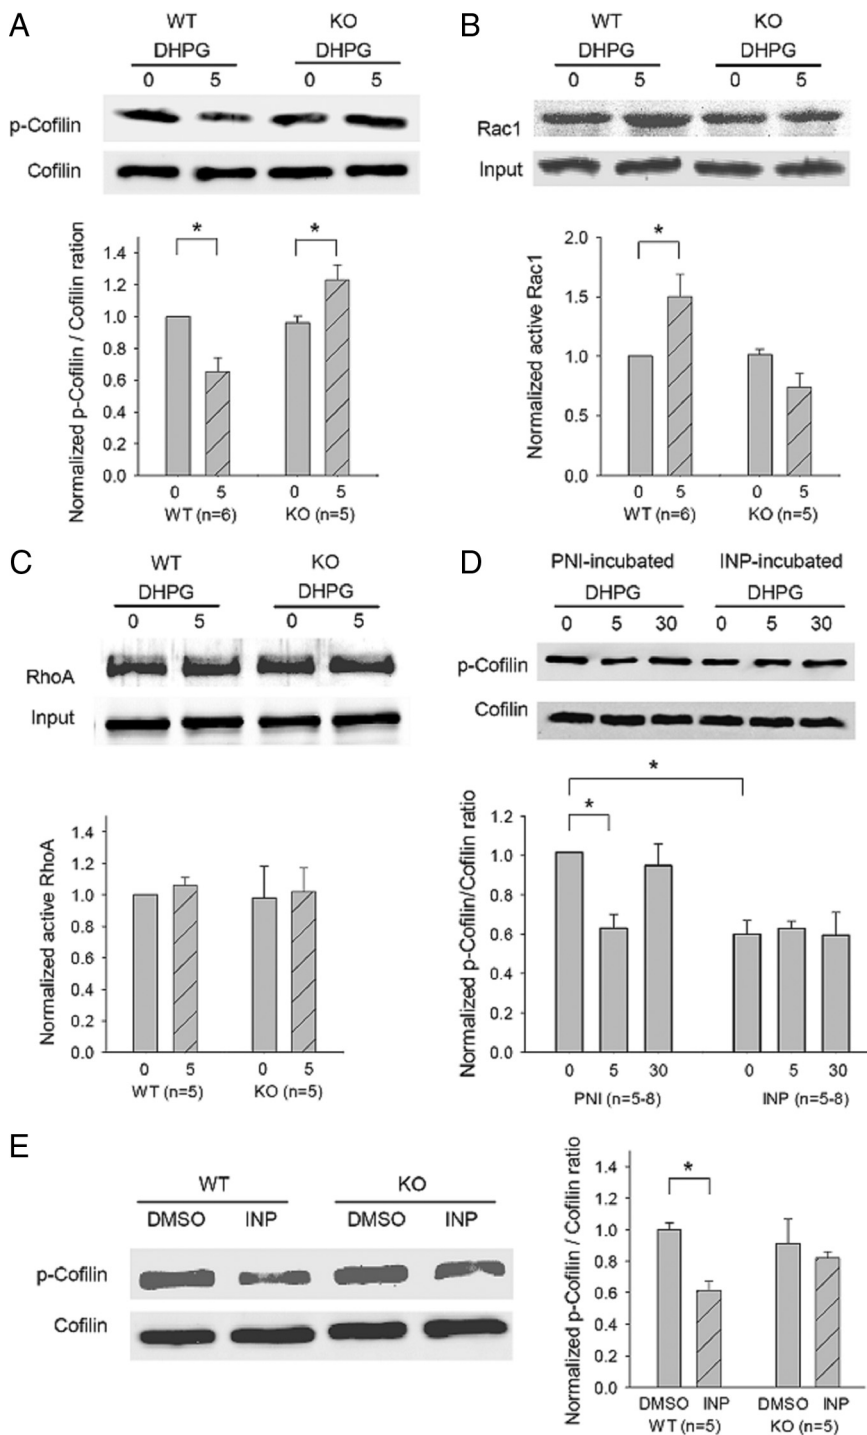 A
WT KO
DHPG DHPG
0 5 0 5
p-Cofilin
Cofilin
Normalized p-Cofilin / Cofilin ration
* *
1.4
1.2
1.0
0.8
0.6
0.4
0.2
0.0
0 5 0 5
WT (n=6) KO (n=5)
B
WT KO
DHPG DHPG
0 5 0 5
Rac1
Input
Normalized active Rac1
*
2.0
1.5
1.0
0.5
0.0
0 5 0 5
WT (n=6) KO (n=5)
C
WT KO
DHPG DHPG
0 5 0 5
RhoA
Input
Normalized active RhoA
1.4
1.2
1.0
0.8
0.6
0.4
0.2
0.0
0 5 0 5
WT (n=5) KO (n=5)
D
PNI-incubated INP-incubated
DHPG DHPG
0 5 30 0 5 30
p-Cofilin
Cofilin
Normalized p-Cofilin/Cofilin ratio
*
*
1.2
1.0
0.8
0.6
0.4
0.2
0.0
0 5 30 0 5 30
PNI (n=5-8) INP (n=5-8)
E
WT KO
DMSO INP DMSO INP
p-Cofilin
Cofilin
Normalized p-Cofilin / Cofilin ratio
*
1.4
1.2
1.0
0.8
0.6
0.4
0.2
0.0
DMSO INP DMSO INP
WT (n=5) KO (n=5)